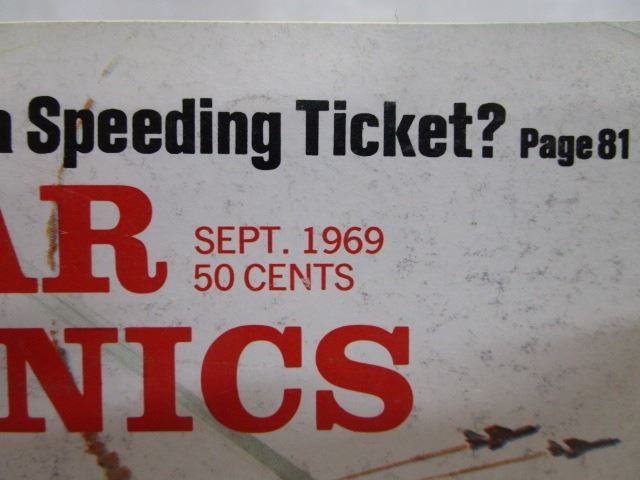 a Speeding Ticket? Page 81
AR
SEPT. 1969
50 CENTS
NICS